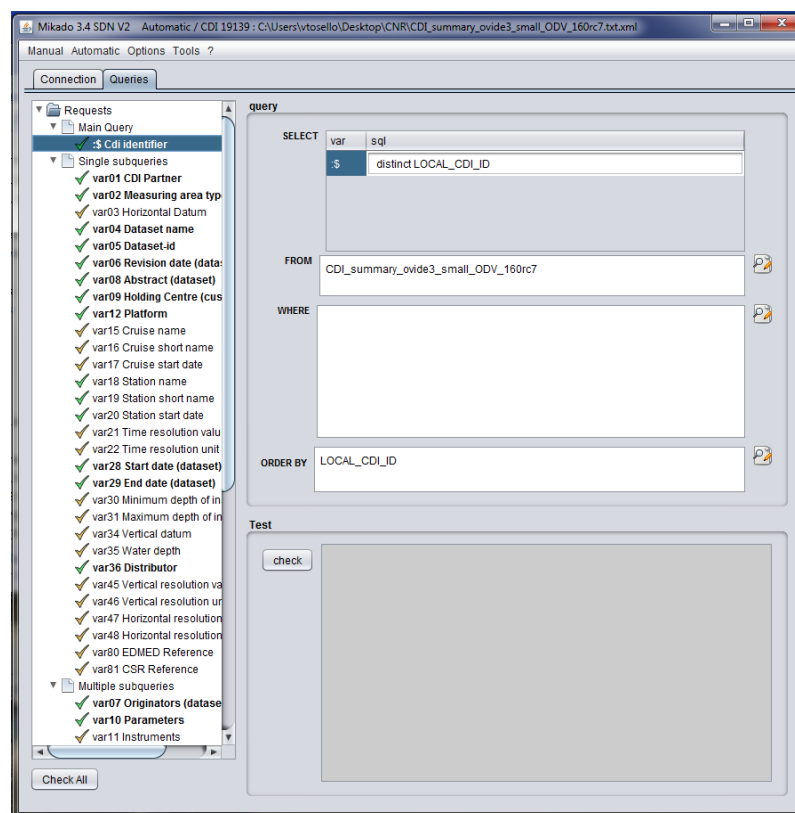 Mikado 3.4 SDN V2 Automatic / CDI 19139 : C:\Users\vtosello\Desktop\CNR\CDI_summary_ovide3_small_ODV_160rc7.txt.xml
Manual Automatic Options Tools ?
Connection Queries
Requests
Main Query
:$ Cdi identifier
Single subqueries
var01 CDI Partner
var02 Measuring area typ
var03 Horizontal Datum
var04 Dataset name
var05 Dataset-id
var06 Revision date (data
var08 Abstract (dataset)
var09 Holding Centre (cus
var12 Platform
var15 Cruise name
var16 Cruise short name
var17 Cruise start date
var18 Station name
var19 Station short name
var20 Station start date
var21 Time resolution valu
var22 Time resolution unit
var28 Start date (dataset)
var29 End date (dataset)
var30 Minimum depth of in
var31 Maximum depth of in
var34 Vertical datum
var35 Water depth
var36 Distributor
var45 Vertical resolution va
var46 Vertical resolution ur
var47 Horizontal resolution
var48 Horizontal resolution
var80 EDMED Reference
var81 CSR Reference
Multiple subqueries
var07 Originators (datase
var10 Parameters
var11 Instruments
Check All
query
SELECT
var sql
:$ distinct LOCAL_CDI_ID
FROM
CDI_summary_ovide3_small_ODV_160rc7
WHERE
ORDER BY
LOCAL_CDI_ID
Test
check